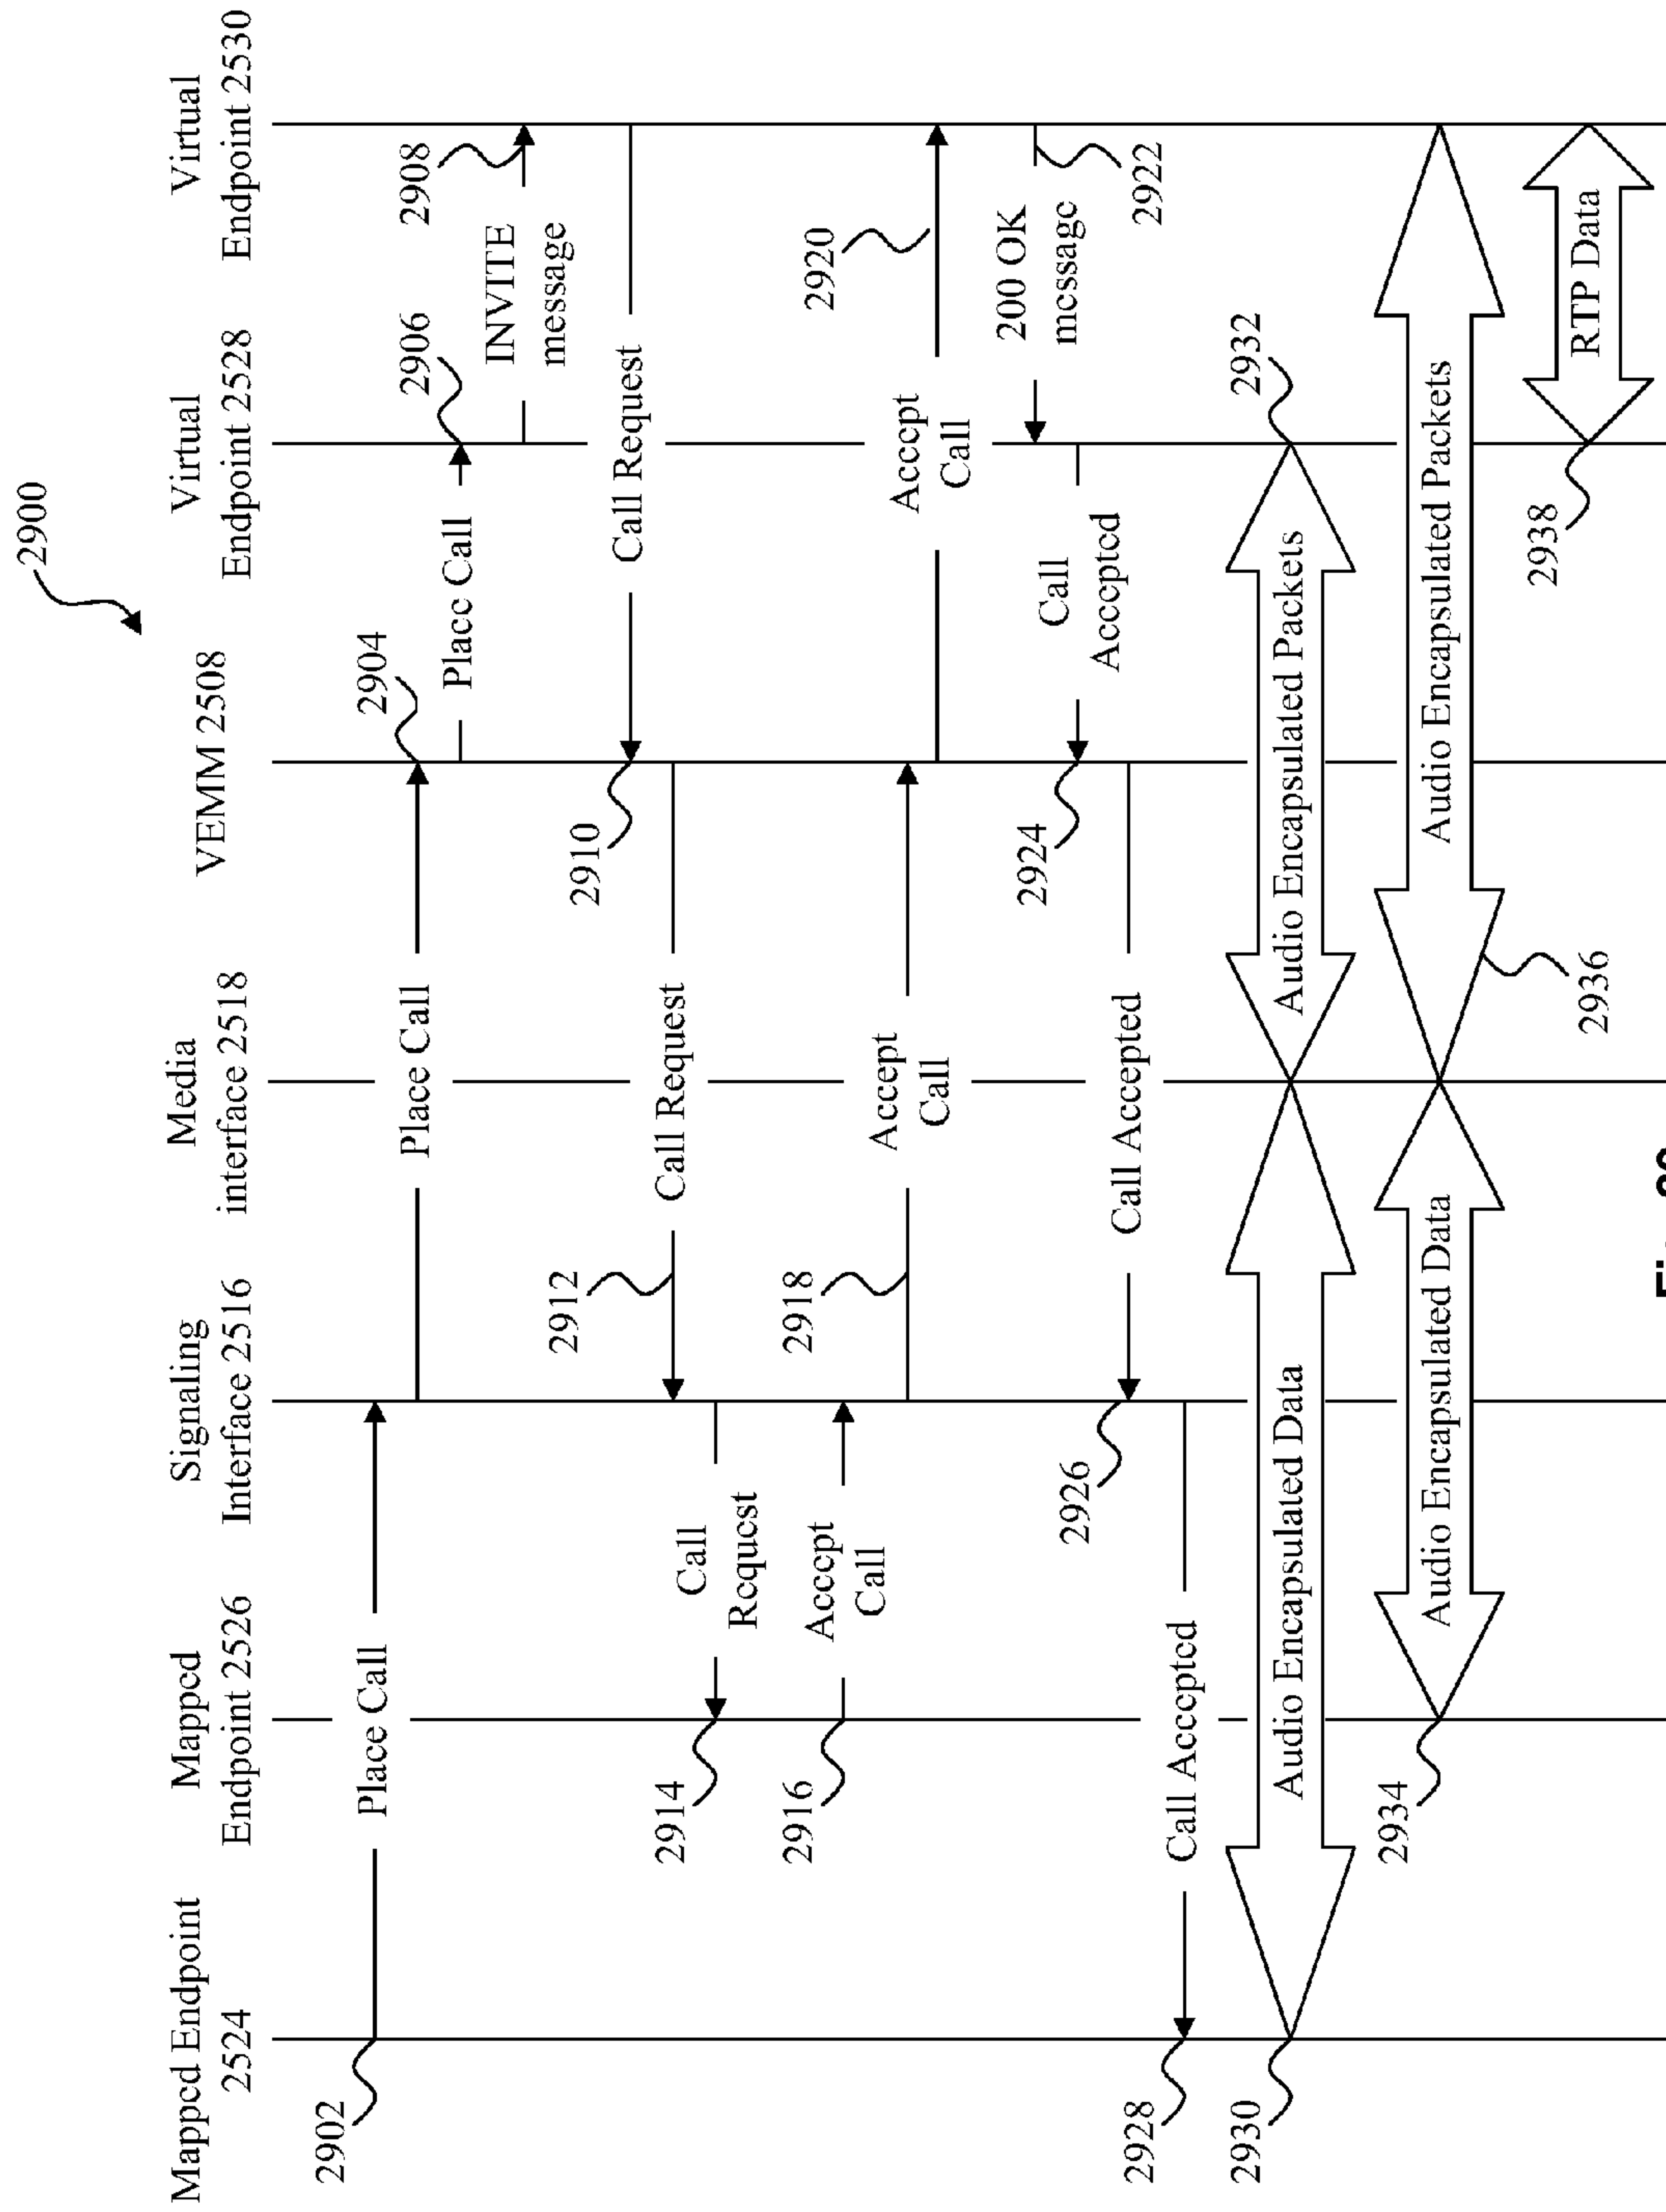 2900
Mapped Endpoint
2524
Mapped
Endpoint 2526
Signaling
Interface 2516
Media
interface 2518
VEMM 2508
Virtual
Endpoint 2528
Virtual
Endpoint 2530
2902
Place Call
Place Call
2904
Place Call
2906
INVITE
message
2908
Call Request
2910
Call Request
2912
Call
Request
2914
2916
Accept
Call
2918
Accept
Call
Accept
Call
2920
200 OK
message
2922
Call
Accepted
2924
Call Accepted
2926
Call Accepted
2928
2930
Audio Encapsulated Data
Audio Encapsulated Packets
2932
2934
Audio Encapsulated Data
Audio Encapsulated Packets
2936
2938
RTP Data